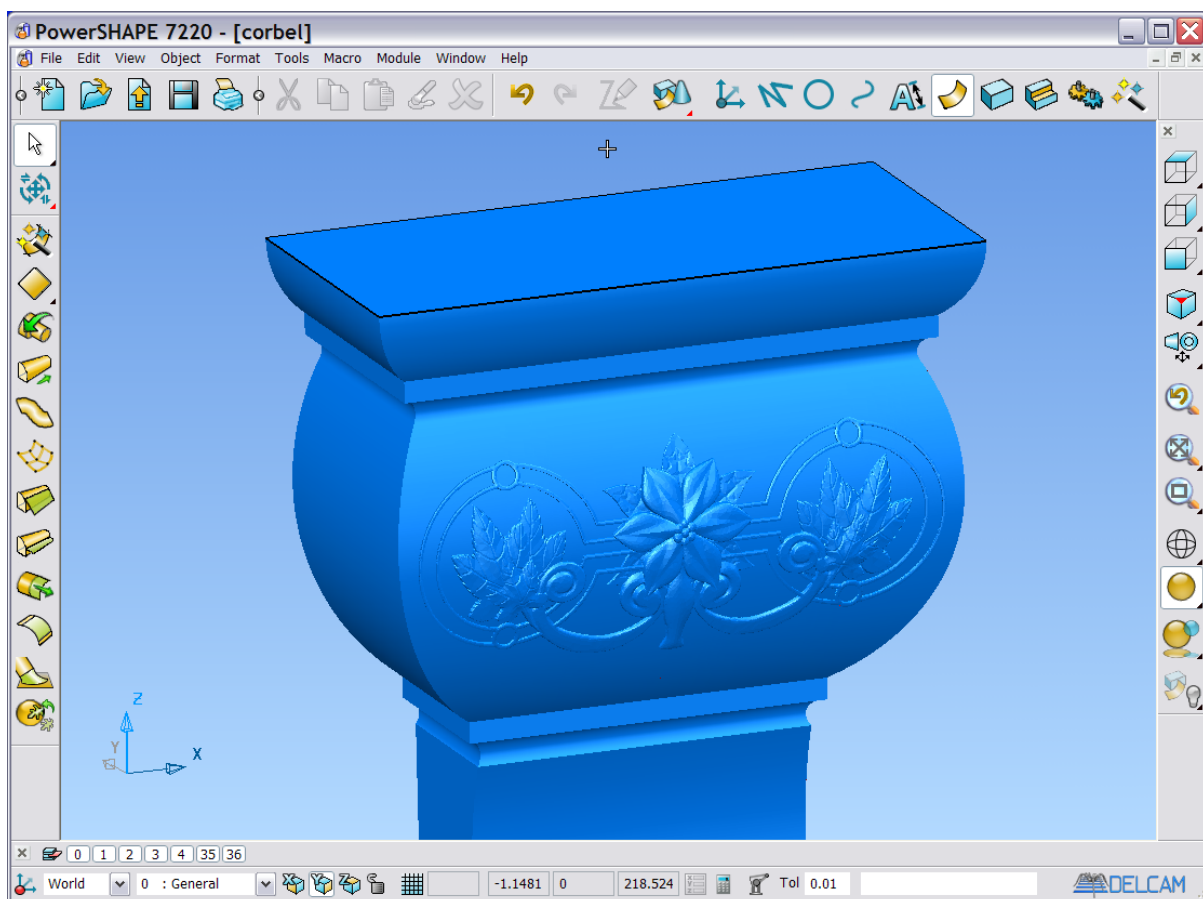 PowerSHAPE 7220 - [corbel]
File Edit View Object Format Tools Macro Module Window Help
Z
Y
X
0 1 2 3 4 35 36
World 0 : General -1.1481 0 218.524 Tol 0.01 DELCAM